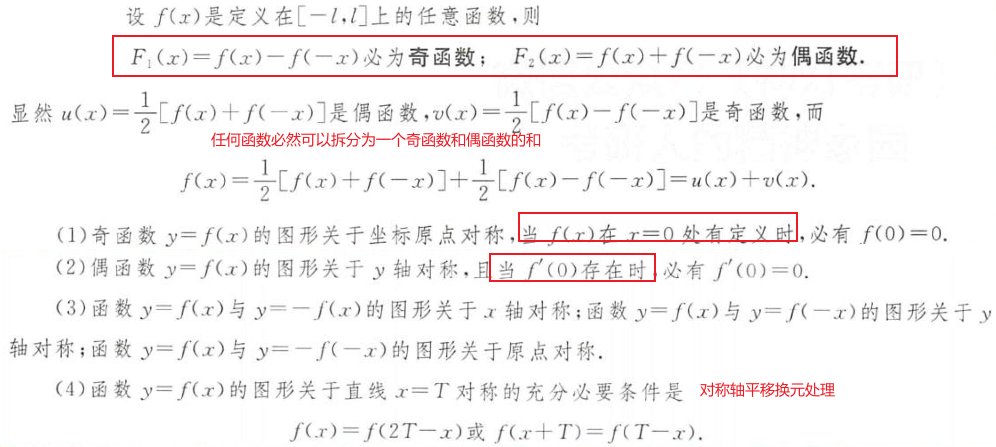 设 f(x)是定义在[-l,l]上的任意函数,则
F₁(x)=f(x)-f(-x)必为奇函数; F₂(x)=f(x)+f(-x)必为偶函数.
显然 u(x)=1/2[f(x)+f(-x)]是偶函数,v(x)=1/2[f(x)-f(-x)]是奇函数,而
任何函数必然可以拆分为一个奇函数和偶函数的和
f(x)=1/2[f(x)+f(-x)]+1/2[f(x)-f(-x)]=u(x)+v(x).
(1)奇函数 y=f(x)的图形关于坐标原点对称,当 f(x)在 x=0 处有定义时,必有 f(0)=0.
(2)偶函数 y=f(x)的图形关于 y 轴对称,且当 f′(0)存在时,必有 f′(0)=0.
(3)函数 y=f(x)与 y=-f(x)的图形关于 x 轴对称;函数 y=f(x)与 y=f(-x)的图形关于 y
轴对称;函数 y=f(x)与 y=-f(-x)的图形关于原点对称.
(4)函数 y=f(x)的图形关于直线 x=T 对称的充分必要条件是 对称轴平移换元处理
f(x)=f(2T-x)或 f(x+T)=f(T-x).